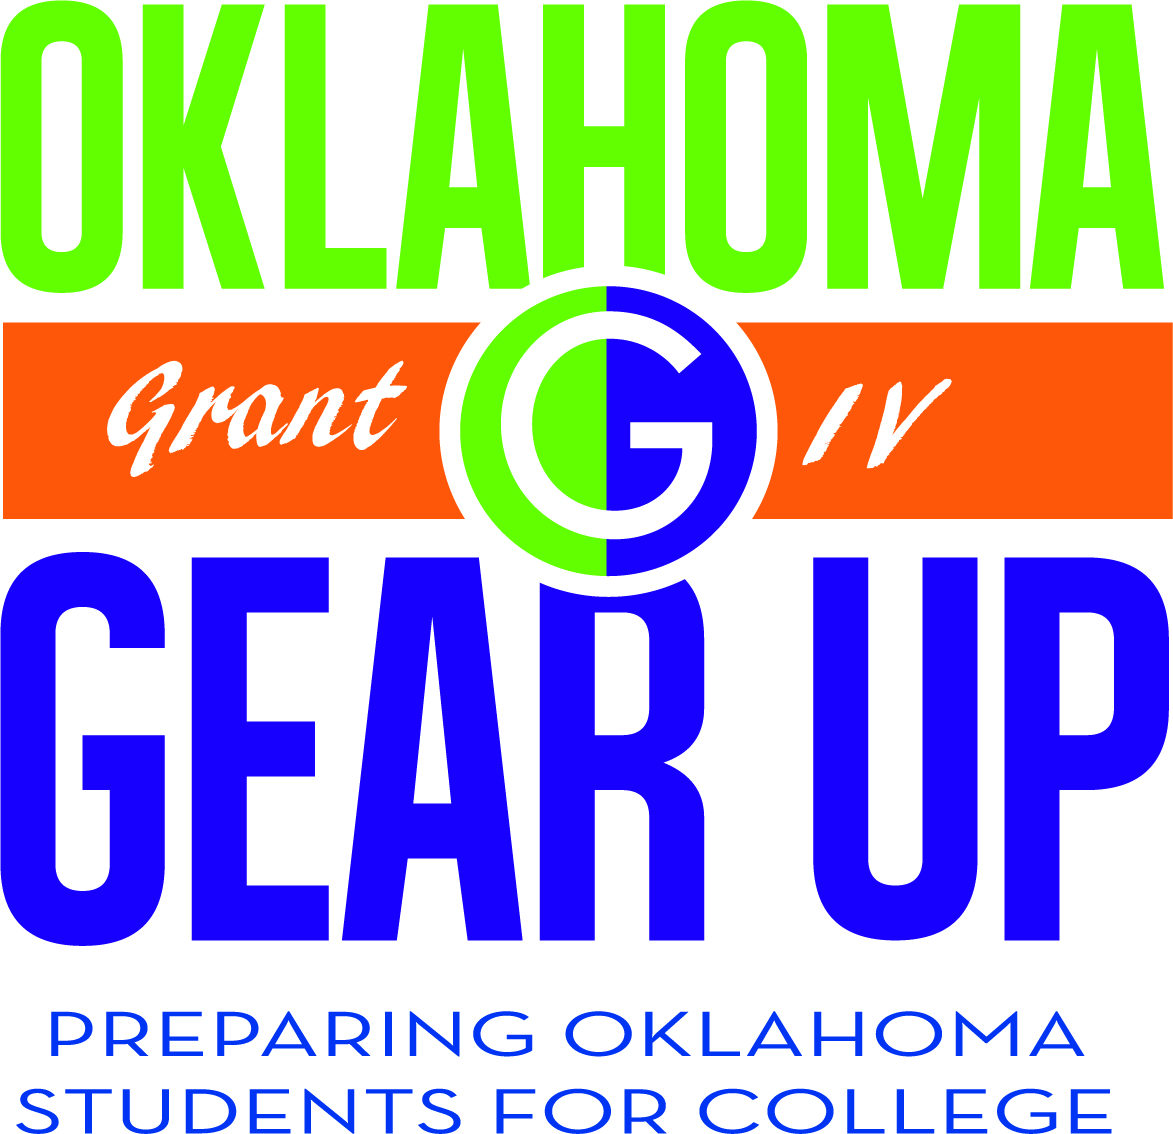 OKLAHOMA
Grant G IV
GEAR UP
PREPARING OKLAHOMA
STUDENTS FOR COLLEGE